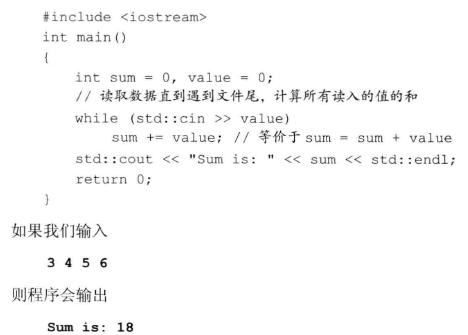 #include <iostream>
int main()
{
    int sum = 0, value = 0;
    // 读取数据直到遇到文件尾，计算所有读入的值的和
    while (std::cin >> value)
        sum += value; // 等价于 sum = sum + value
    std::cout << "Sum is: " << sum << std::endl;
    return 0;
}
如果我们输入
3 4 5 6
则程序会输出
Sum is: 18